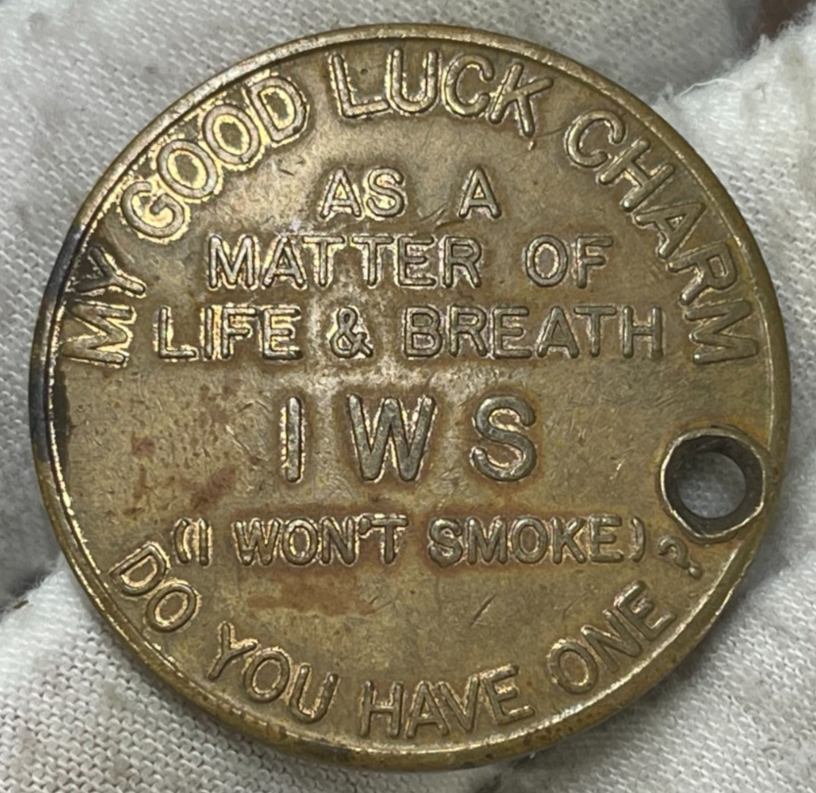 MY GOOD LUCK CHARM
AS A
MATTER OF
LIFE & BREATH
I W S
(I WON'T SMOKE)
DO YOU HAVE ONE?